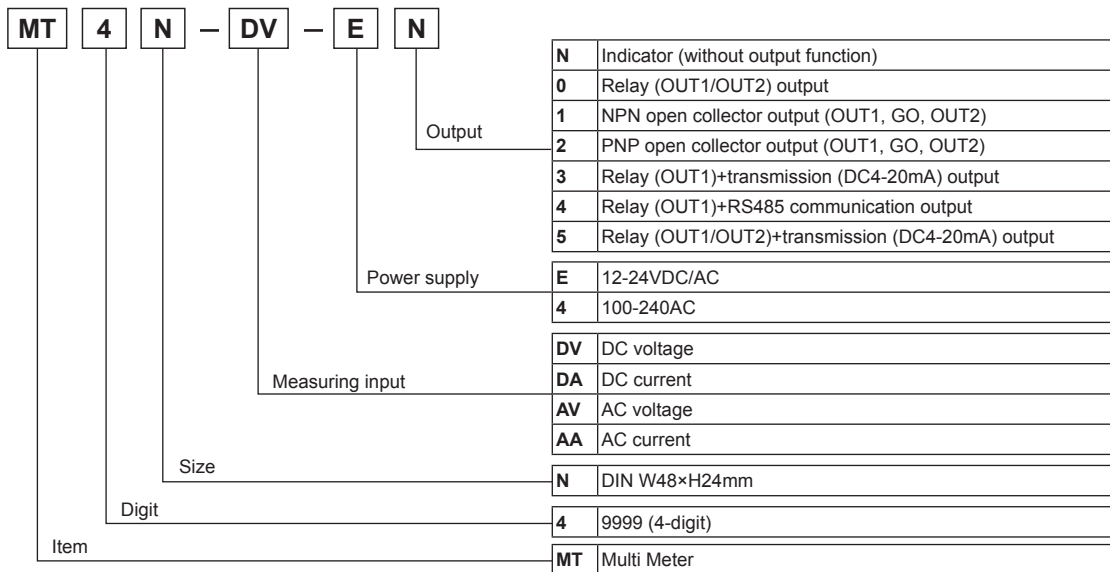 MT 4 N – DV – E N
N Indicator (without output function)
0 Relay (OUT1/OUT2) output
1 NPN open collector output (OUT1, GO, OUT2)
Output
2 PNP open collector output (OUT1, GO, OUT2)
3 Relay (OUT1)+transmission (DC4-20mA) output
4 Relay (OUT1)+RS485 communication output
5 Relay (OUT1/OUT2)+transmission (DC4-20mA) output
Power supply
E 12-24VDC/AC
4 100-240AC
DV DC voltage
Measuring input
DA DC current
AV AC voltage
AA AC current
Size
N DIN W48×H24mm
Digit
4 9999 (4-digit)
Item
MT Multi Meter